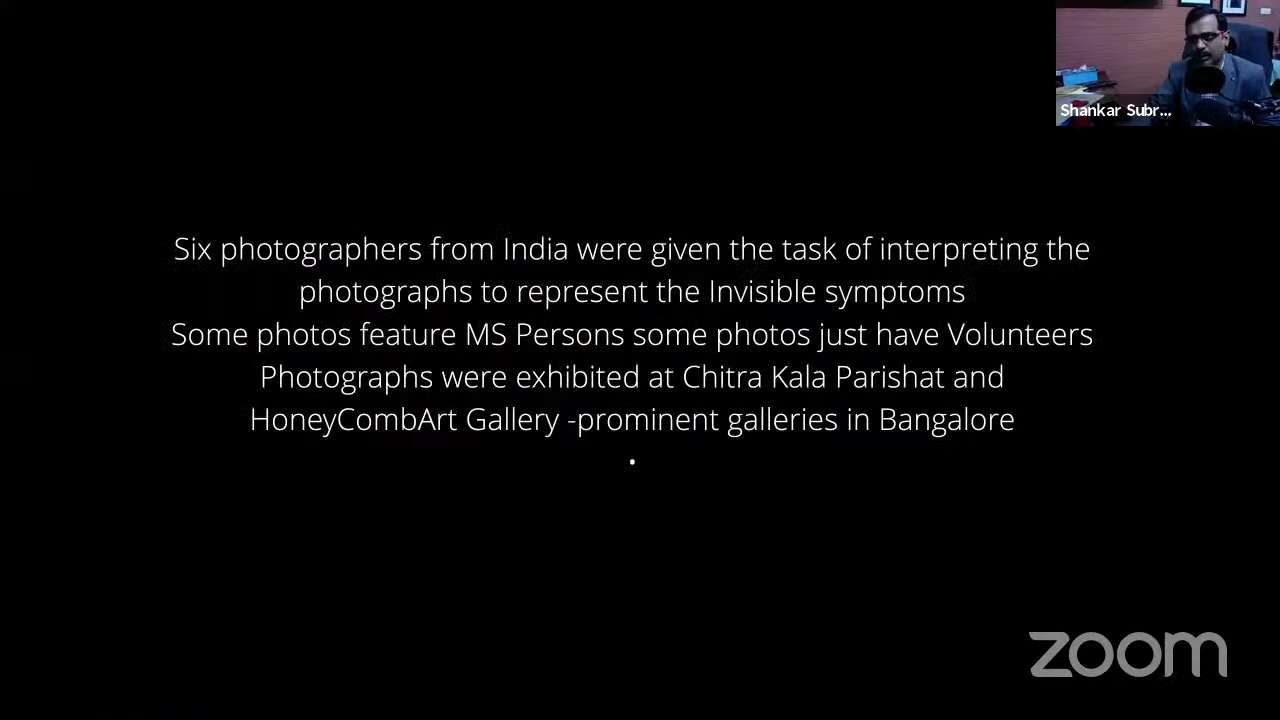 Shankar Subr...
Six photographers from India were given the task of interpreting the
photographs to represent the Invisible symptoms
Some photos feature MS Persons some photos just have Volunteers
Photographs were exhibited at Chitra Kala Parishat and
HoneyCombArt Gallery -prominent galleries in Bangalore
.
zoom